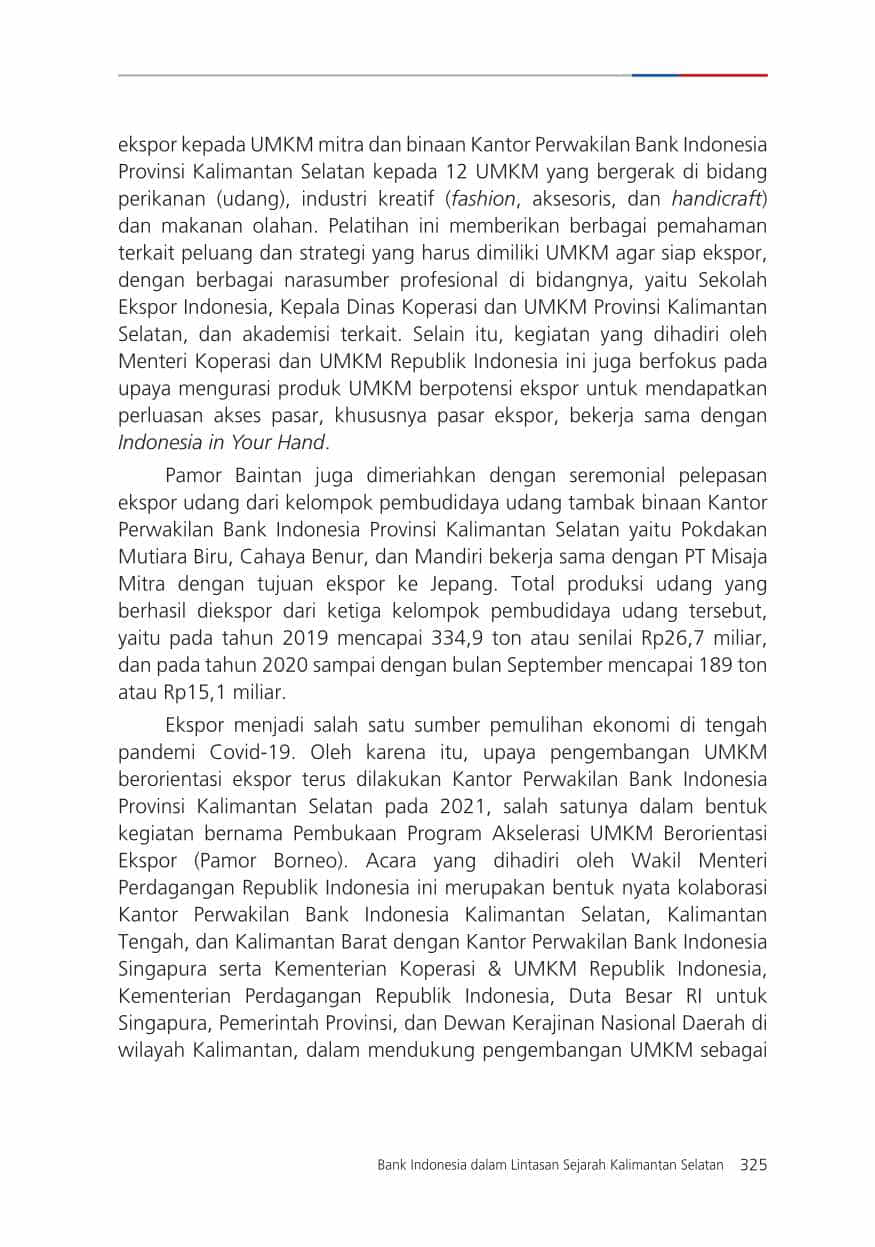 ekspor kepada UMKM mitra dan binaan Kantor Perwakilan Bank Indonesia
Provinsi Kalimantan Selatan kepada 12 UMKM yang bergerak di bidang
perikanan (udang), industri kreatif (fashion, aksesoris, dan handicraft)
dan makanan olahan. Pelatihan ini memberikan berbagai pemahaman
terkait peluang dan strategi yang harus dimiliki UMKM agar siap ekspor,
dengan berbagai narasumber profesional di bidangnya, yaitu Sekolah
Ekspor Indonesia, Kepala Dinas Koperasi dan UMKM Provinsi Kalimantan
Selatan, dan akademisi terkait. Selain itu, kegiatan yang dihadiri oleh
Menteri Koperasi dan UMKM Republik Indonesia ini juga berfokus pada
upaya mengurasi produk UMKM berpotensi ekspor untuk mendapatkan
perluasan akses pasar, khususnya pasar ekspor, bekerja sama dengan
Indonesia in Your Hand.
Pamor Baintan juga dimeriahkan dengan seremonial pelepasan
ekspor udang dari kelompok pembudidaya udang tambak binaan Kantor
Perwakilan Bank Indonesia Provinsi Kalimantan Selatan yaitu Pokdakan
Mutiara Biru, Cahaya Benur, dan Mandiri bekerja sama dengan PT Misaja
Mitra dengan tujuan ekspor ke Jepang. Total produksi udang yang
berhasil diekspor dari ketiga kelompok pembudidaya udang tersebut,
yaitu pada tahun 2019 mencapai 334,9 ton atau senilai Rp26,7 miliar,
dan pada tahun 2020 sampai dengan bulan September mencapai 189 ton
atau Rp15,1 miliar.
Ekspor menjadi salah satu sumber pemulihan ekonomi di tengah
pandemi Covid-19. Oleh karena itu, upaya pengembangan UMKM
berorientasi ekspor terus dilakukan Kantor Perwakilan Bank Indonesia
Provinsi Kalimantan Selatan pada 2021, salah satunya dalam bentuk
kegiatan bernama Pembukaan Program Akselerasi UMKM Berorientasi
Ekspor (Pamor Borneo). Acara yang dihadiri oleh Wakil Menteri
Perdagangan Republik Indonesia ini merupakan bentuk nyata kolaborasi
Kantor Perwakilan Bank Indonesia Kalimantan Selatan, Kalimantan
Tengah, dan Kalimantan Barat dengan Kantor Perwakilan Bank Indonesia
Singapura serta Kementerian Koperasi & UMKM Republik Indonesia,
Kementerian Perdagangan Republik Indonesia, Duta Besar RI untuk
Singapura, Pemerintah Provinsi, dan Dewan Kerajinan Nasional Daerah di
wilayah Kalimantan, dalam mendukung pengembangan UMKM sebagai
Bank Indonesia dalam Lintasan Sejarah Kalimantan Selatan 325